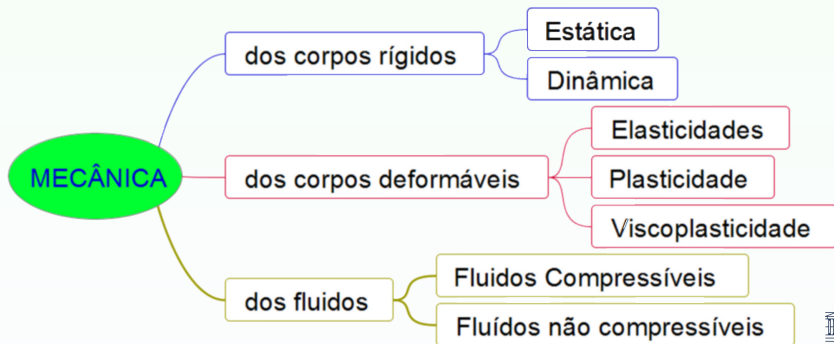 MECÂNICA
dos corpos rígidos
Estática
Dinâmica
dos corpos deformáveis
Elasticidades
Plasticidade
Viscoplasticidade
dos fluidos
Fluidos Compressíveis
Fluídos não compressíveis